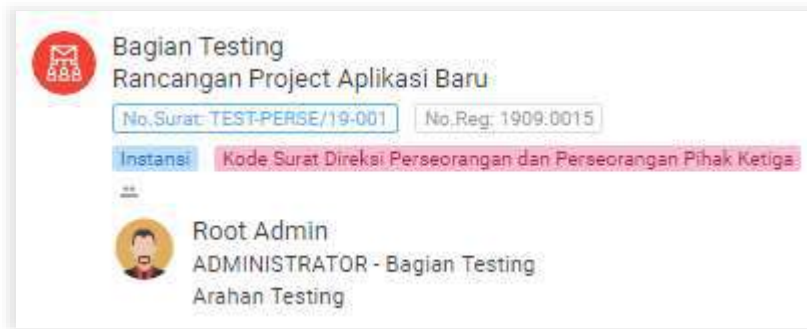 Bagian Testing
Rancangan Project Aplikasi Baru
No.Surat: TEST-PERSE/19-001 No.Reg: 1909.0015
Instansi Kode Surat Direksi Perseorangan dan Perseorangan Pihak Ketiga
Root Admin
ADMINISTRATOR - Bagian Testing
Arahan Testing